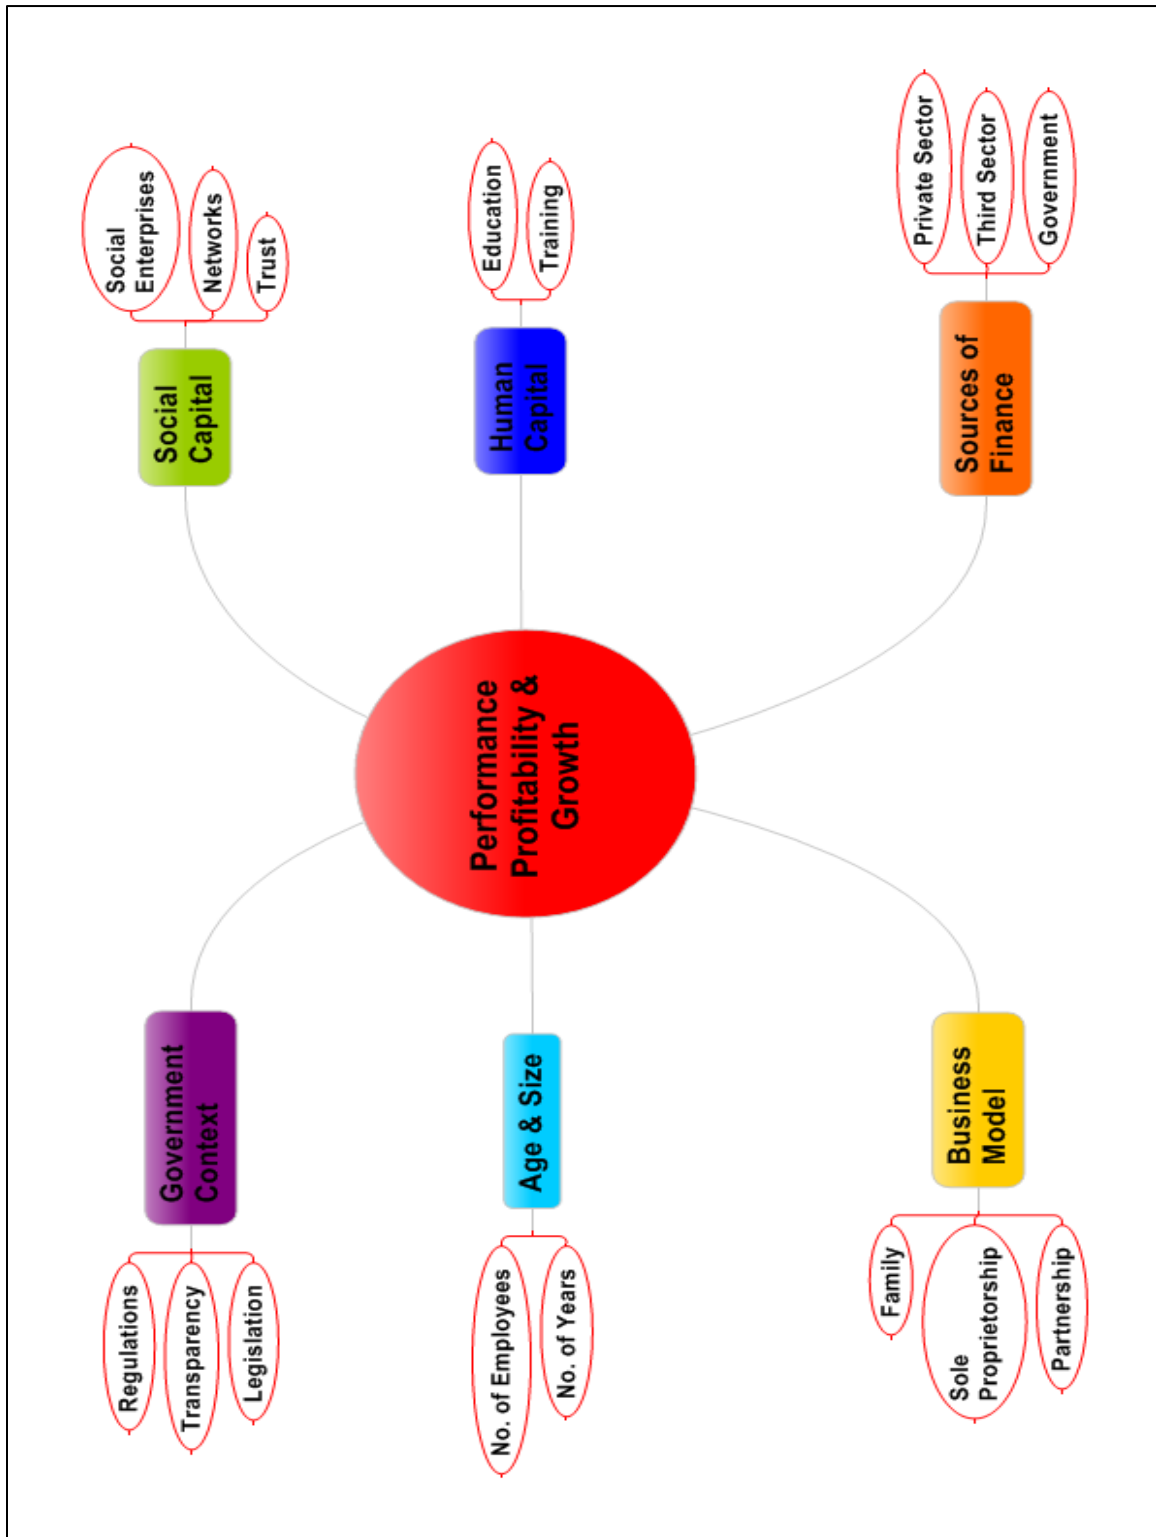 Regulations
Transparency
Legislation
Government
Context
Social
Capital
Social
Enterprises
Networks
Trust
No. of Employees
No. of Years
Age & Size
Performance
Profitability &
Growth
Human
Capital
Education
Training
Family
Sole
Proprietorship
Partnership
Business
Model
Sources of
Finance
Private Sector
Third Sector
Government